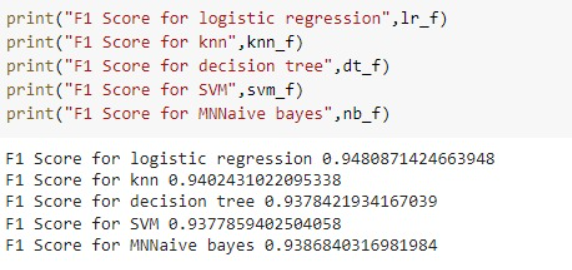 print("F1 Score for logistic regression",lr_f)
print("F1 Score for knn",knn_f)
print("F1 Score for decision tree",dt_f)
print("F1 Score for SVM",svm_f)
print("F1 Score for MNNaive bayes",nb_f)
F1 Score for logistic regression 0.9480871424663948
F1 Score for knn 0.9402431022095338
F1 Score for decision tree 0.9378421934167039
F1 Score for SVM 0.9377859402504058
F1 Score for MNNaive bayes 0.9386840316981984